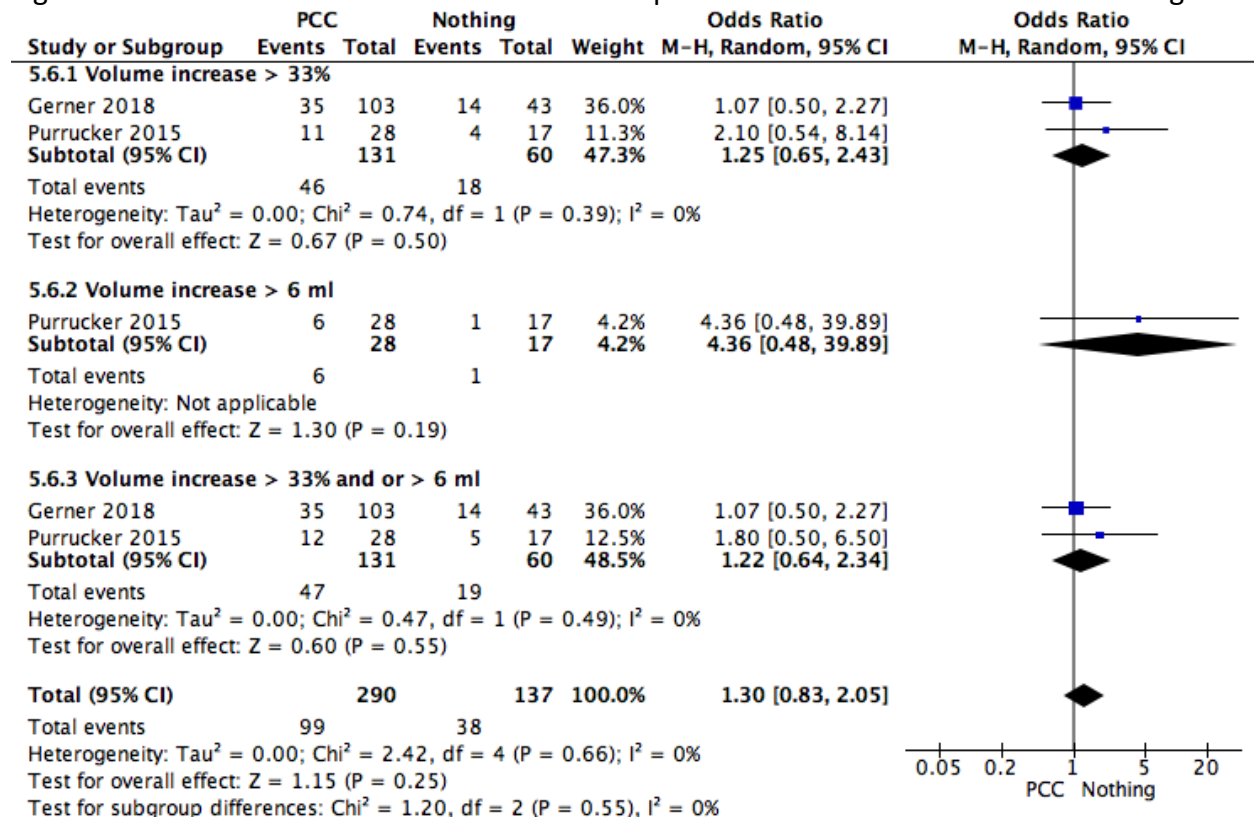 PCC Nothing Odds Ratio Odds Ratio
Study or Subgroup Events Total Events Total Weight M-H, Random, 95% CI M-H, Random, 95% CI
5.6.1 Volume increase > 33%
Gerner 2018 35 103 14 43 36.0% 1.07 [0.50, 2.27]
Purrucker 2015 11 28 4 17 11.3% 2.10 [0.54, 8.14]
Subtotal (95% CI) 131 60 47.3% 1.25 [0.65, 2.43]
Total events 46 18
Heterogeneity: Tau² = 0.00; Chi² = 0.74, df = 1 (P = 0.39); I² = 0%
Test for overall effect: Z = 0.67 (P = 0.50)
5.6.2 Volume increase > 6 ml
Purrucker 2015 6 28 1 17 4.2% 4.36 [0.48, 39.89]
Subtotal (95% CI) 28 17 4.2% 4.36 [0.48, 39.89]
Total events 6 1
Heterogeneity: Not applicable
Test for overall effect: Z = 1.30 (P = 0.19)
5.6.3 Volume increase > 33% and or > 6 ml
Gerner 2018 35 103 14 43 36.0% 1.07 [0.50, 2.27]
Purrucker 2015 12 28 5 17 12.5% 1.80 [0.50, 6.50]
Subtotal (95% CI) 131 60 48.5% 1.22 [0.64, 2.34]
Total events 47 19
Heterogeneity: Tau² = 0.00; Chi² = 0.47, df = 1 (P = 0.49); I² = 0%
Test for overall effect: Z = 0.60 (P = 0.55)
Total (95% CI) 290 137 100.0% 1.30 [0.83, 2.05]
Total events 99 38
Heterogeneity: Tau² = 0.00; Chi² = 2.42, df = 4 (P = 0.66); I² = 0%
Test for overall effect: Z = 1.15 (P = 0.25)
Test for subgroup differences: Chi² = 1.20, df = 2 (P = 0.55), I² = 0%
0.05 0.2 1 5 20
PCC Nothing